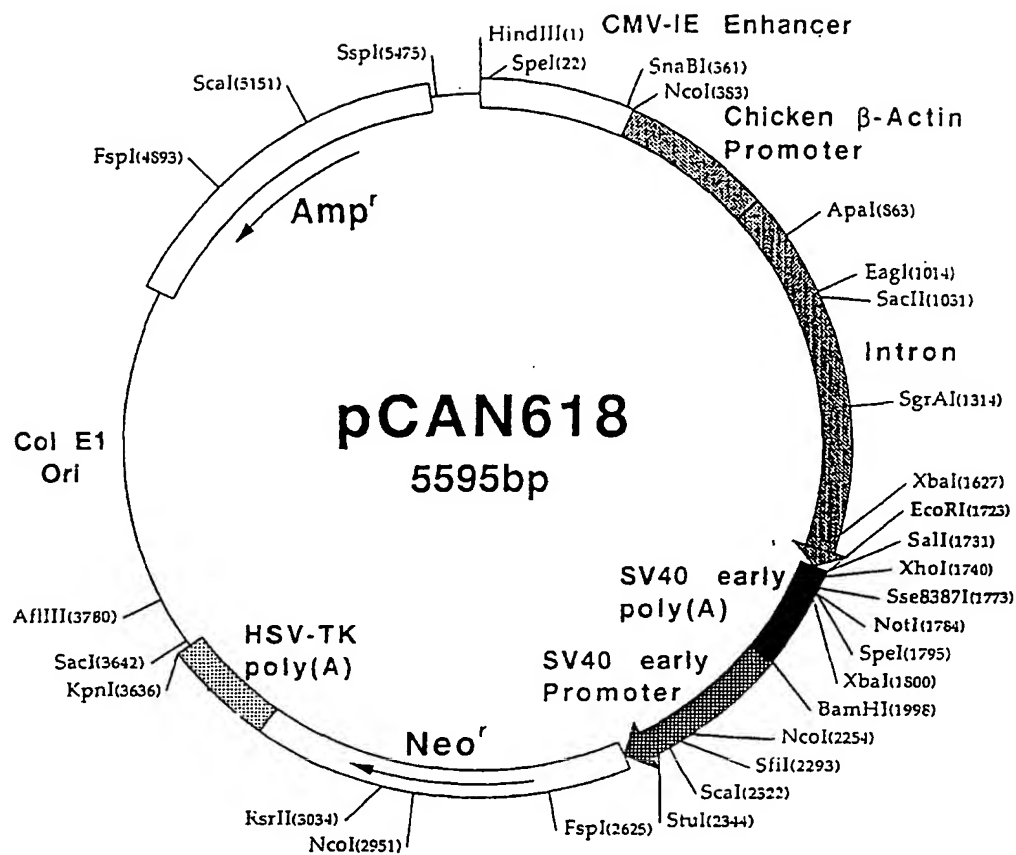 HindIII(1)
CMV-IE Enhancer
SspI(5475)
SpeI(22)
SnaBI(361)
ScaI(5151)
NcoI(383)
Chicken β-Actin
Promoter
FspI(4893)
Amp^r
ApaI(863)
EagI(1014)
SacII(1031)
Intron
pCAN618
5595bp
SgrAI(1314)
Col E1
Ori
XbaI(1627)
EcoRI(1723)
SalI(1731)
XhoI(1740)
SV40 early
poly(A)
Sse8387I(1773)
NotI(1784)
SpeI(1795)
XbaI(1800)
BamHI(1998)
AflIII(3780)
HSV-TK
poly(A)
SV40 early
Promoter
SacI(3642)
KpnI(3636)
NcoI(2254)
SfiI(2293)
ScaI(2322)
StuI(2344)
Neo^r
RsrII(3034)
NcoI(2951)
FspI(2625)